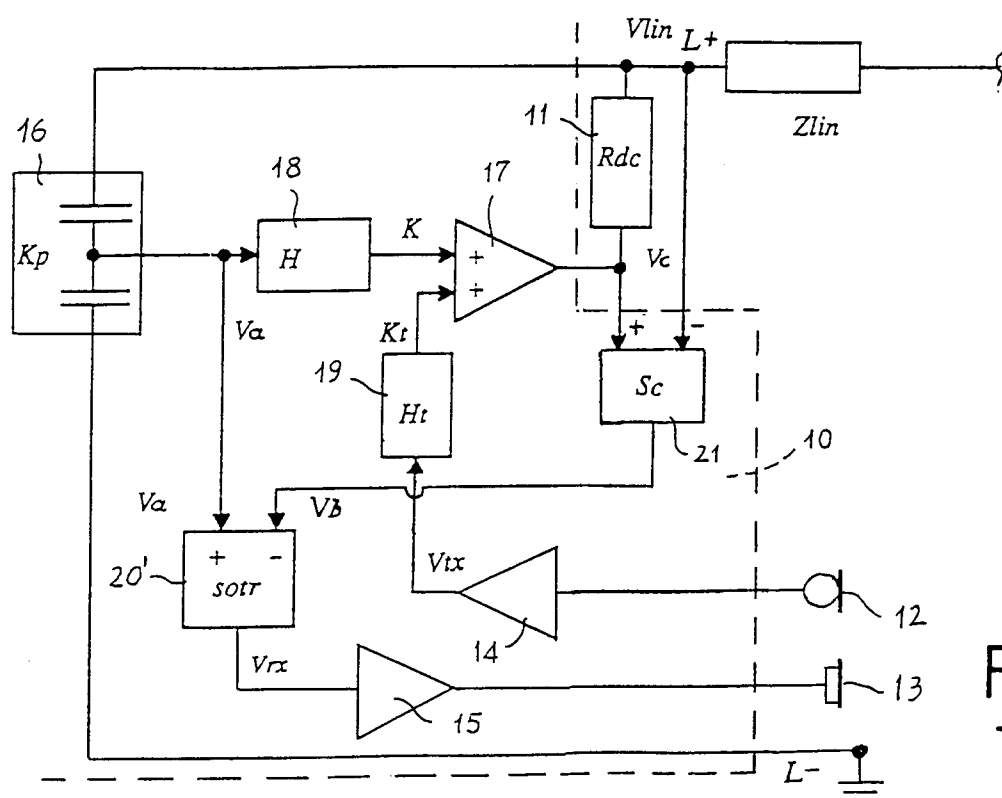 Vlin L+
16
11
Zlin
18
17
Rdc
Kp
H
K
+
+
Vc
Va
Kt
+ -
19
Ht
Sc
21
10
Va
Vb
20'
+ -
sotr
Vtx
14
12
Vrx
15
13
L-